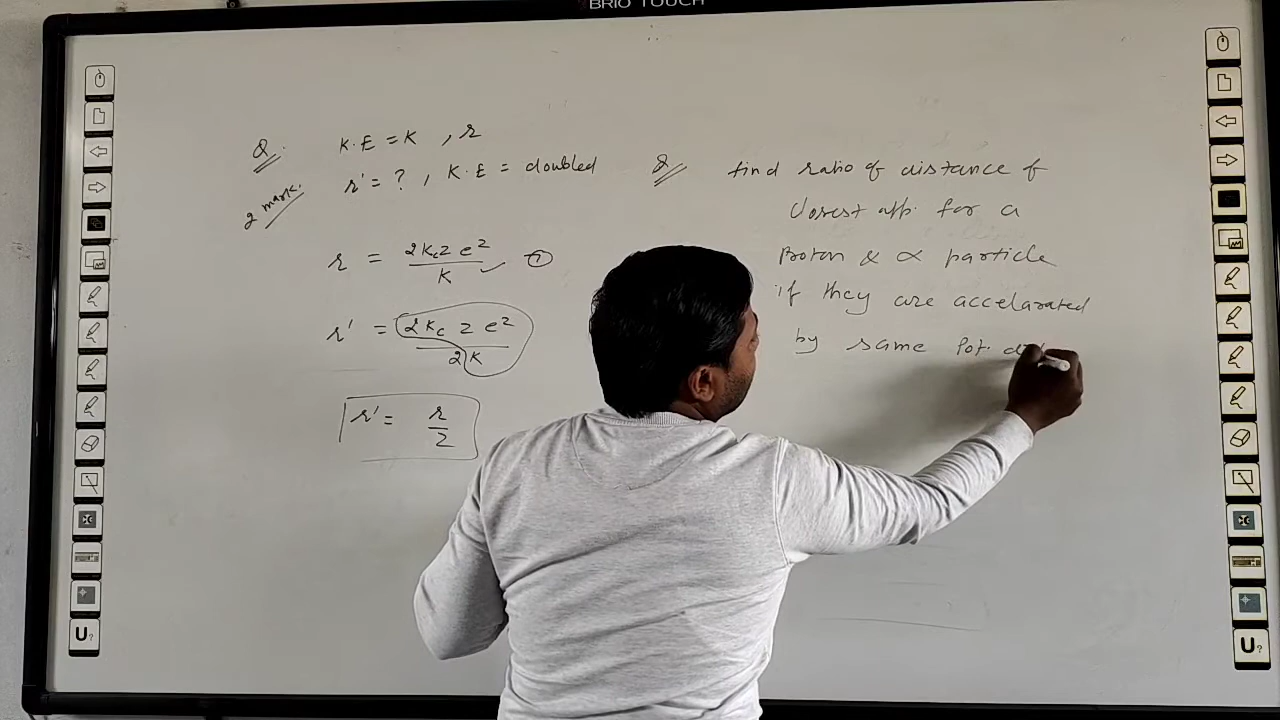 BRIO TOUCH
Q. K.E = K , r
2 mark. r' = ? , K.E = doubled
r = 2KcZe²/K ①
r' = 2KcZe²/2K
r' = r/2
Q find ratio of distance of
closest app. for a
proton & α particle
if they are accelarated
by same Pot.
U?
U?